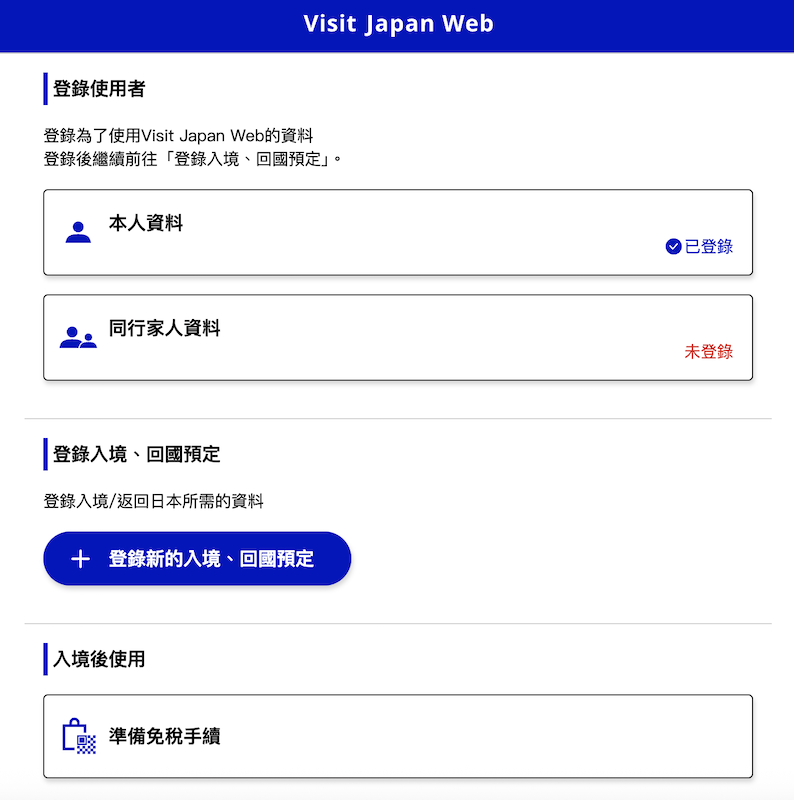 Visit Japan Web
登錄使用者
登錄為了使用Visit Japan Web的資料
登錄後繼續前往「登錄入境、回國預定」。
本人資料
已登錄
同行家人資料
未登錄
登錄入境、回國預定
登錄入境/返回日本所需的資料
登錄新的入境、回國預定
入境後使用
準備免稅手續